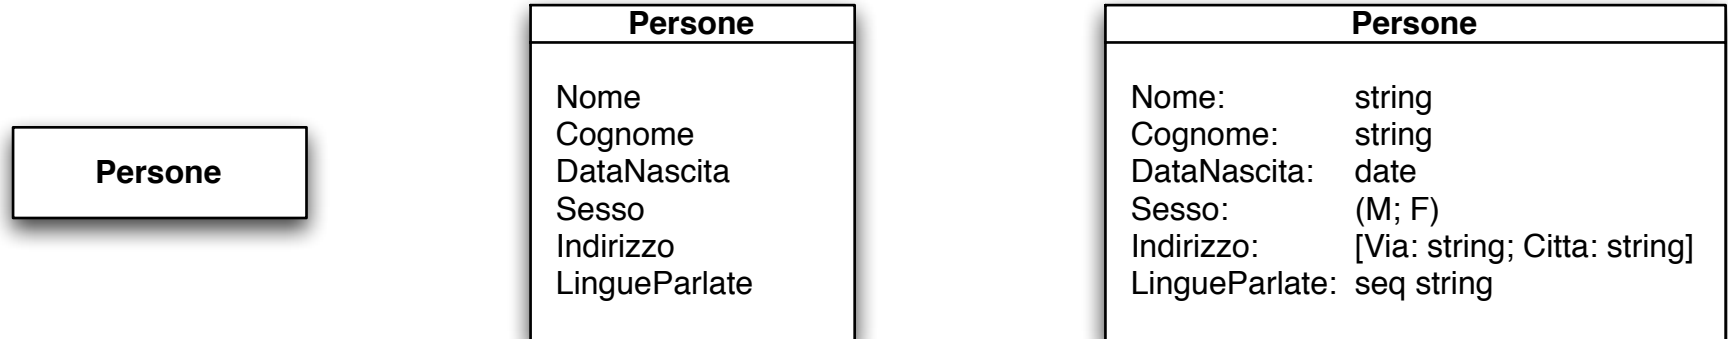 Persone
Persone
Nome
Cognome
DataNascita
Sesso
Indirizzo
LingueParlate
Persone
Nome: string
Cognome: string
DataNascita: date
Sesso: (M; F)
Indirizzo: [Via: string; Citta: string]
LingueParlate: seq string